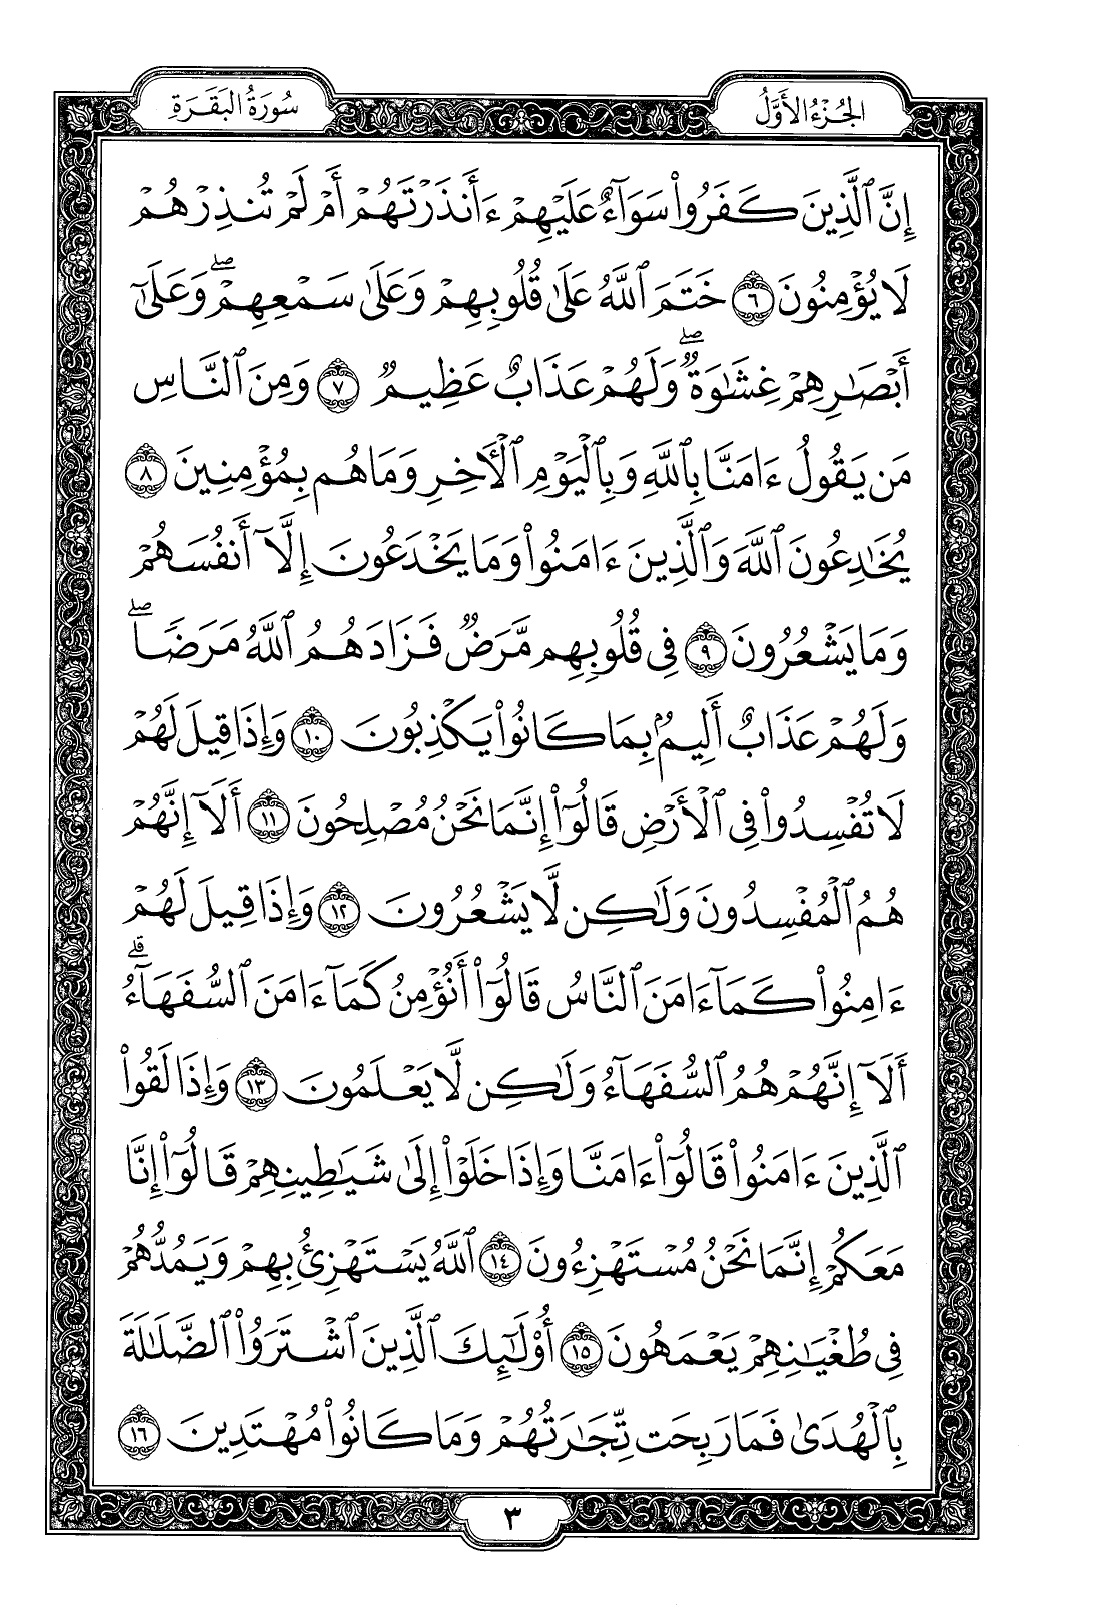 الجُزْءُ الأَوَّلُ
سُورَةُ البَقَرَةِ
إِنَّ ٱلَّذِينَ كَفَرُوا۟ سَوَآءٌ عَلَيْهِمْ ءَأَنذَرْتَهُمْ أَمْ لَمْ تُنذِرْهُمْ
لَا يُؤْمِنُونَ ٦ خَتَمَ ٱللَّهُ عَلَىٰ قُلُوبِهِمْ وَعَلَىٰ سَمْعِهِمْ ۖ وَعَلَىٰٓ
أَبْصَـٰرِهِمْ غِشَـٰوَةٌ ۖ وَلَهُمْ عَذَابٌ عَظِيمٌ ٧ وَمِنَ ٱلنَّاسِ
مَن يَقُولُ ءَامَنَّا بِٱللَّهِ وَبِٱلْيَوْمِ ٱلْـَٔاخِرِ وَمَا هُم بِمُؤْمِنِينَ ٨
يُخَـٰدِعُونَ ٱللَّهَ وَٱلَّذِينَ ءَامَنُوا۟ وَمَا يَخْدَعُونَ إِلَّآ أَنفُسَهُمْ
وَمَا يَشْعُرُونَ ٩ فِى قُلُوبِهِم مَّرَضٌ فَزَادَهُمُ ٱللَّهُ مَرَضًا ۖ
وَلَهُمْ عَذَابٌ أَلِيمٌۢ بِمَا كَانُوا۟ يَكْذِبُونَ ١٠ وَإِذَا قِيلَ لَهُمْ
لَا تُفْسِدُوا۟ فِى ٱلْأَرْضِ قَالُوٓا۟ إِنَّمَا نَحْنُ مُصْلِحُونَ ١١ أَلَآ إِنَّهُمْ
هُمُ ٱلْمُفْسِدُونَ وَلَـٰكِن لَّا يَشْعُرُونَ ١٢ وَإِذَا قِيلَ لَهُمْ
ءَامِنُوا۟ كَمَآ ءَامَنَ ٱلنَّاسُ قَالُوٓا۟ أَنُؤْمِنُ كَمَآ ءَامَنَ ٱلسُّفَهَآءُ ۗ
أَلَآ إِنَّهُمْ هُمُ ٱلسُّفَهَآءُ وَلَـٰكِن لَّا يَعْلَمُونَ ١٣ وَإِذَا لَقُوا۟
ٱلَّذِينَ ءَامَنُوا۟ قَالُوٓا۟ ءَامَنَّا وَإِذَا خَلَوْا۟ إِلَىٰ شَيَـٰطِينِهِمْ قَالُوٓا۟ إِنَّا
مَعَكُمْ إِنَّمَا نَحْنُ مُسْتَهْزِءُونَ ١٤ ٱللَّهُ يَسْتَهْزِئُ بِهِمْ وَيَمُدُّهُمْ
فِى طُغْيَـٰنِهِمْ يَعْمَهُونَ ١٥ أُو۟لَـٰٓئِكَ ٱلَّذِينَ ٱشْتَرَوُا۟ ٱلضَّلَـٰلَةَ
بِٱلْهُدَىٰ فَمَا رَبِحَت تِّجَـٰرَتُهُمْ وَمَا كَانُوا۟ مُهْتَدِينَ ١٦
٣